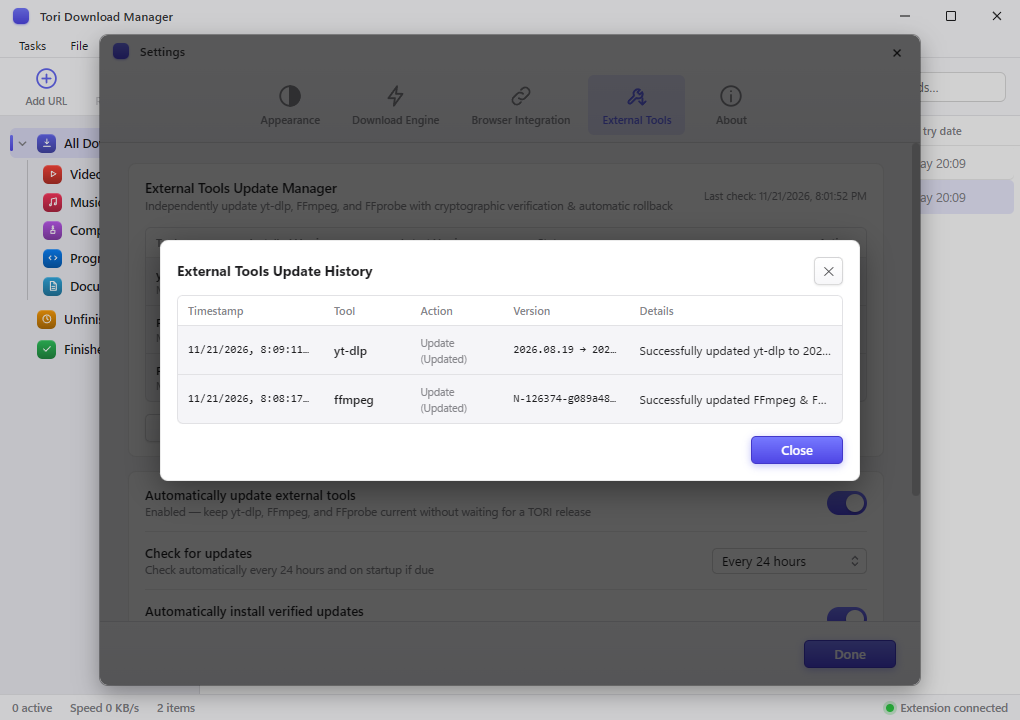 Tori Download Manager
Tasks File
Settings
Add URL
ds...
Appearance Download Engine Browser Integration External Tools About
try date
All Do
Video
ay 20:09
Music
ay 20:09
Comp
Progr
Docu
Unfinis
Finishe
External Tools Update Manager
Independently update yt-dlp, FFmpeg, and FFprobe with cryptographic verification & automatic rollback
Last check: 11/21/2026, 8:01:52 PM
External Tools Update History
Timestamp Tool Action Version Details
11/21/2026, 8:09:11… yt-dlp Update (Updated) 2026.08.19 → 202… Successfully updated yt-dlp to 202...
11/21/2026, 8:08:17… ffmpeg Update (Updated) N-126374-g089a48… Successfully updated FFmpeg & F...
Close
Automatically update external tools
Enabled — keep yt-dlp, FFmpeg, and FFprobe current without waiting for a TORI release
Check for updates
Check automatically every 24 hours and on startup if due
Every 24 hours
Automatically install verified updates
Done
0 active Speed 0 KB/s 2 items
Extension connected